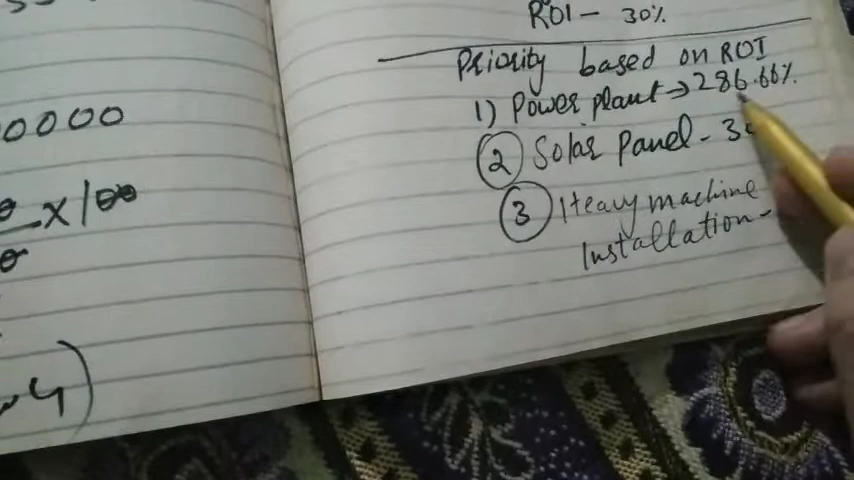 0000
x 100
ROI - 30%
Priority based on ROI
1) Power plant → 286.66%
2 Solar panel - 3
3 Heavy machine
Installation -